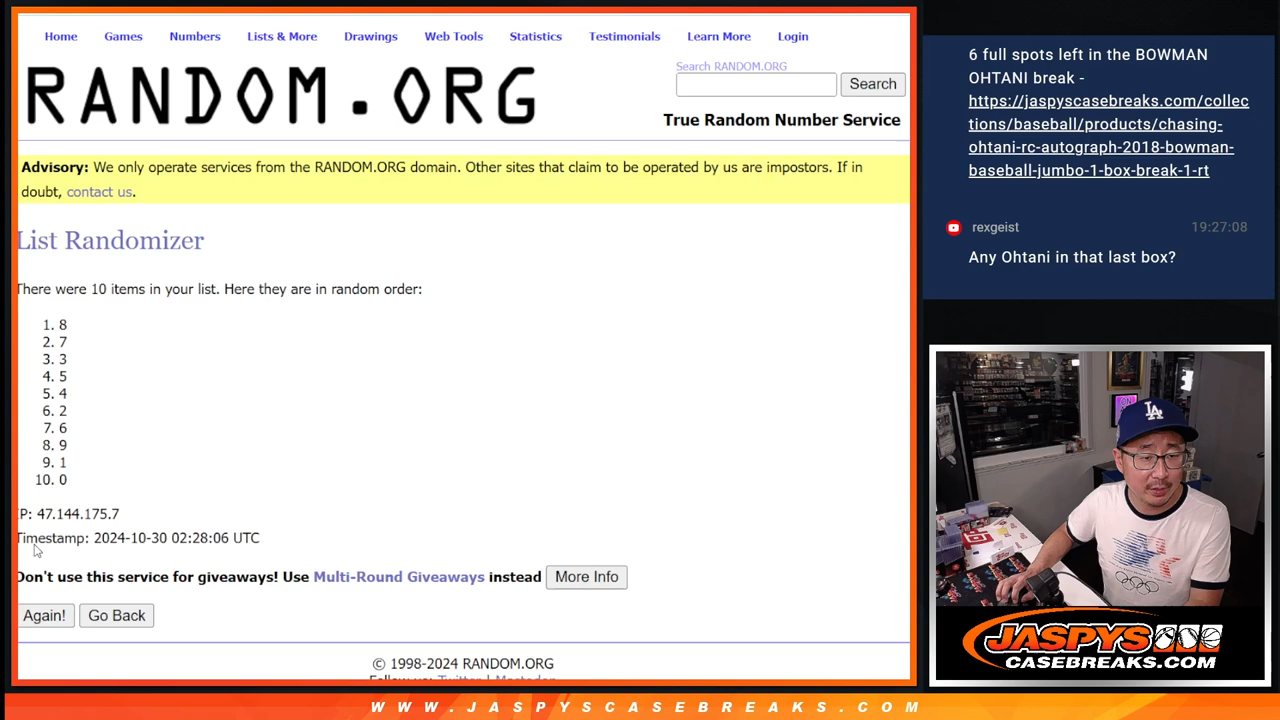 Home Games Numbers Lists & More Drawings Web Tools Statistics Testimonials Learn More Login
RANDOM.ORG
Search RANDOM.ORG
Search
True Random Number Service
Advisory: We only operate services from the RANDOM.ORG domain. Other sites that claim to be operated by us are impostors. If in
doubt, contact us.
List Randomizer
There were 10 items in your list. Here they are in random order:
1. 8
2. 7
3. 3
4. 5
5. 4
6. 2
7. 6
8. 9
9. 1
10. 0
IP: 47.144.175.7
Timestamp: 2024-10-30 02:28:06 UTC
Don't use this service for giveaways! Use Multi-Round Giveaways instead More Info
Again! Go Back
© 1998-2024 RANDOM.ORG
Follow us: Twitter | Mastodon
6 full spots left in the BOWMAN
OHTANI break -
https://jaspyscasebreaks.com/collec
tions/baseball/products/chasing-
ohtani-rc-autograph-2018-bowman-
baseball-jumbo-1-box-break-1-rt
rexgeist 19:27:08
Any Ohtani in that last box?
LA
JASPYS
CASEBREAKS.COM
WWW.JASPYSCASEBREAKS.COM